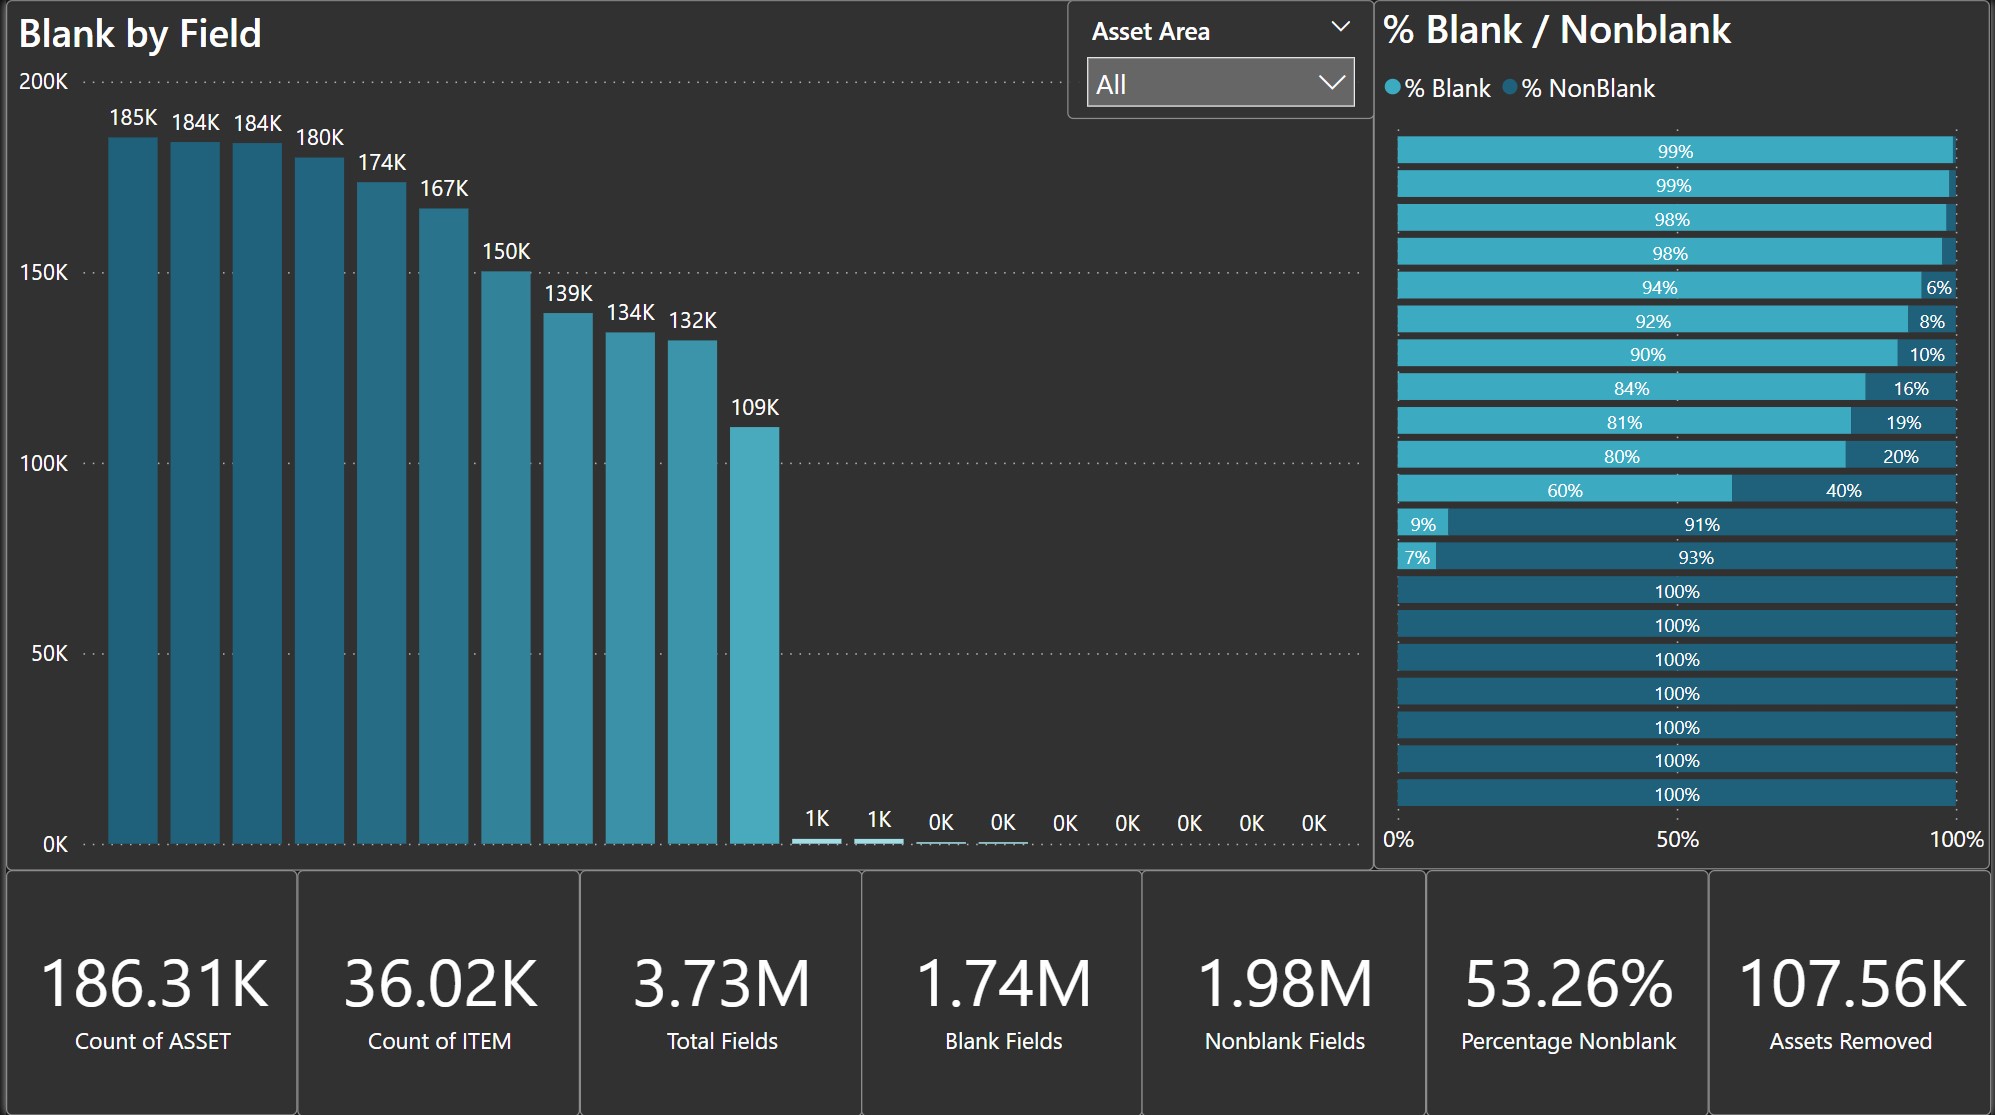 Blank by Field
Asset Area
All
200K
150K
100K
50K
0K
185K
184K
184K
180K
174K
167K
150K
139K
134K
132K
109K
1K
1K
0K
0K
0K
0K
0K
0K
0K
% Blank / Nonblank
% Blank
% NonBlank
99%
99%
98%
98%
94% 6%
92% 8%
90% 10%
84% 16%
81% 19%
80% 20%
60% 40%
9% 91%
7% 93%
100%
100%
100%
100%
100%
100%
100%
0% 50% 100%
186.31K
Count of ASSET
36.02K
Count of ITEM
3.73M
Total Fields
1.74M
Blank Fields
1.98M
Nonblank Fields
53.26%
Percentage Nonblank
107.56K
Assets Removed